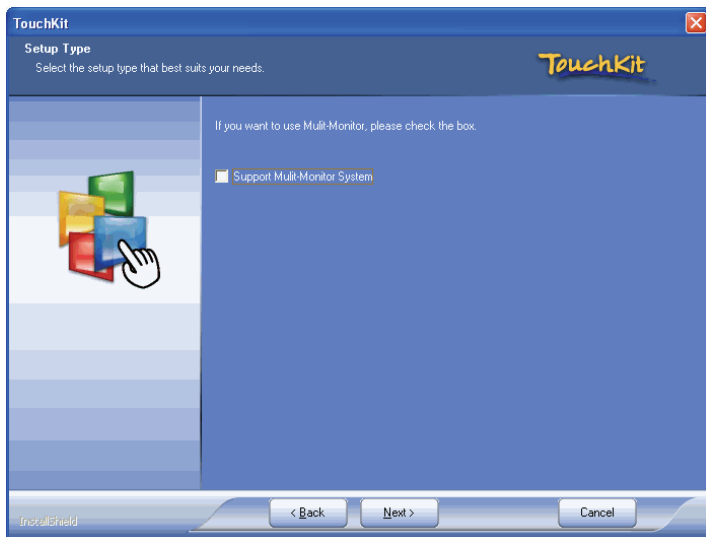 TouchKit
Setup Type
Select the setup type that best suits your needs.
TouchKit
If you want to use Mulit-Monitor, please check the box.
Support Mulit-Monitor System
InstallShield
< Back
Next >
Cancel